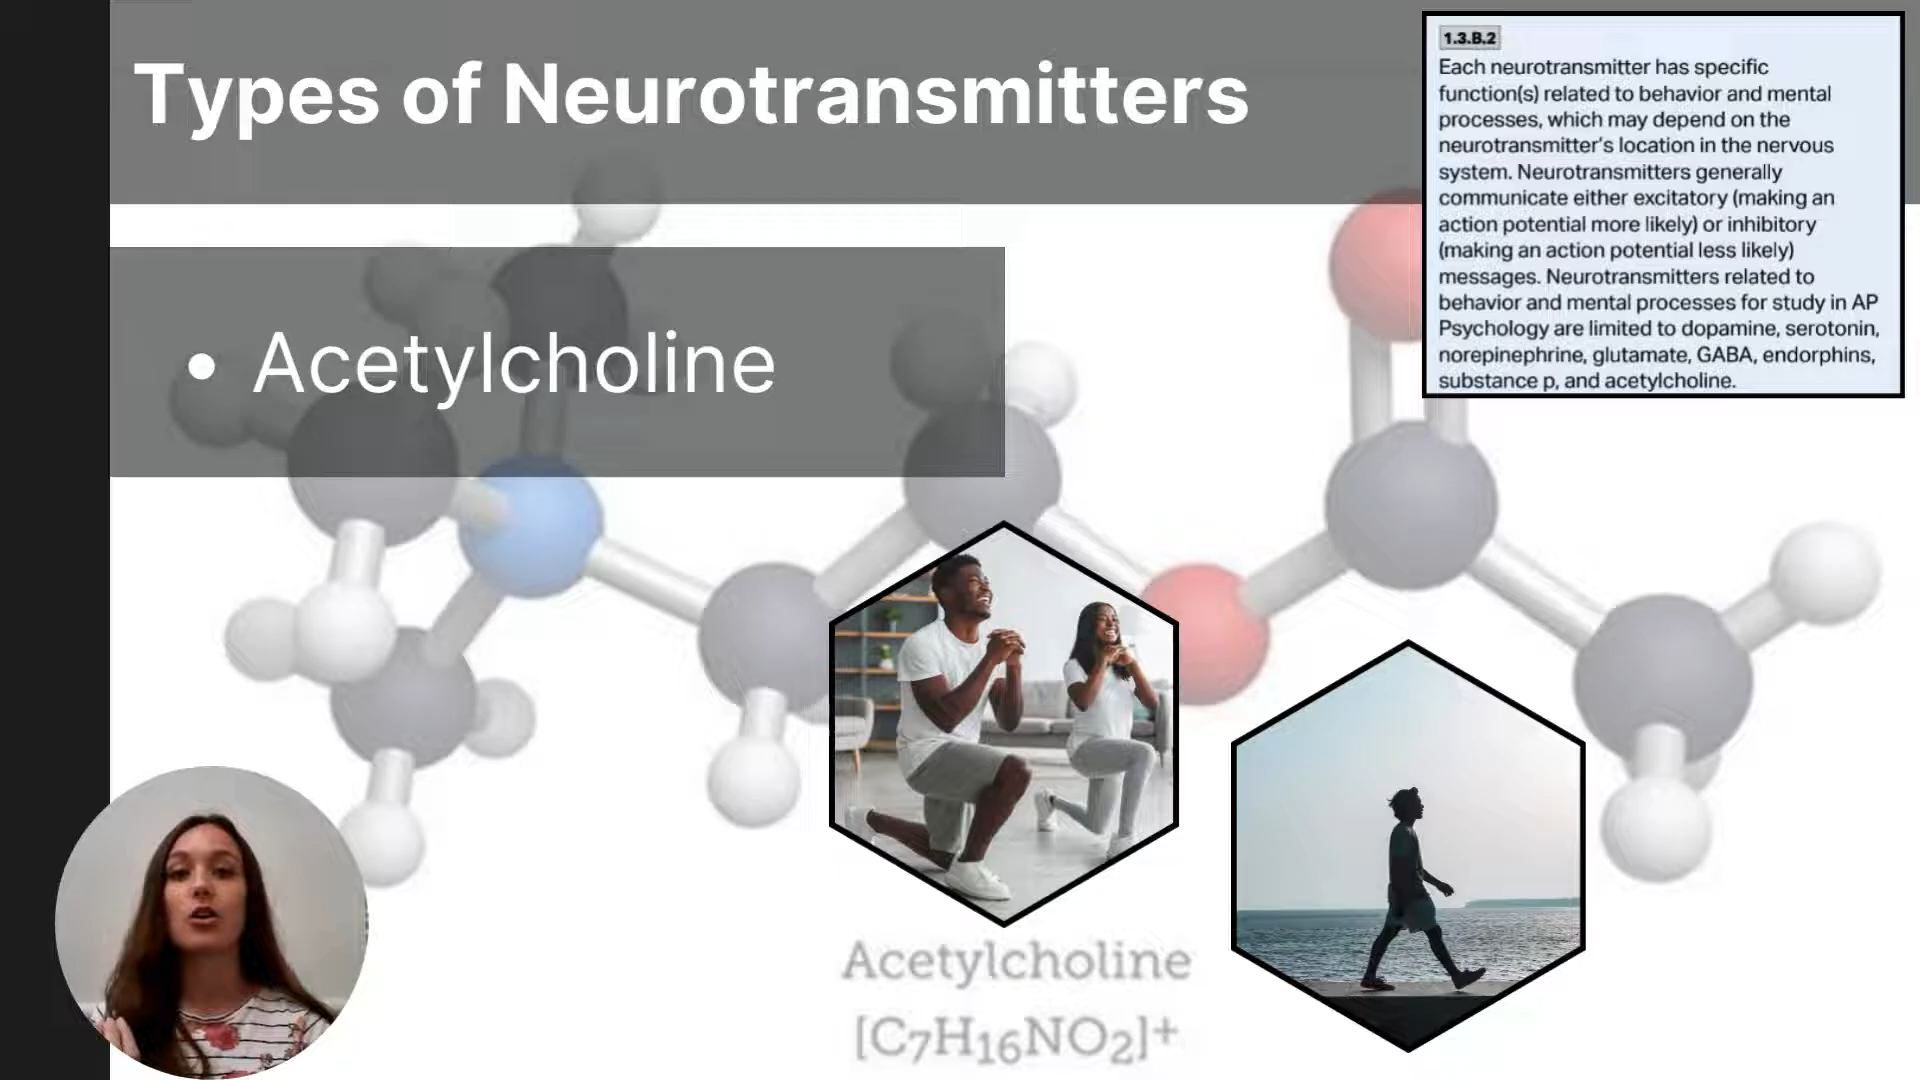 Types of Neurotransmitters
• Acetylcholine
1.3.B.2
Each neurotransmitter has specific
function(s) related to behavior and mental
processes, which may depend on the
neurotransmitter's location in the nervous
system. Neurotransmitters generally
communicate either excitatory (making an
action potential more likely) or inhibitory
(making an action potential less likely)
messages. Neurotransmitters related to
behavior and mental processes for study in AP
Psychology are limited to dopamine, serotonin,
norepinephrine, glutamate, GABA, endorphins,
substance p, and acetylcholine.
Acetylcholine
[C7H16NO2]+